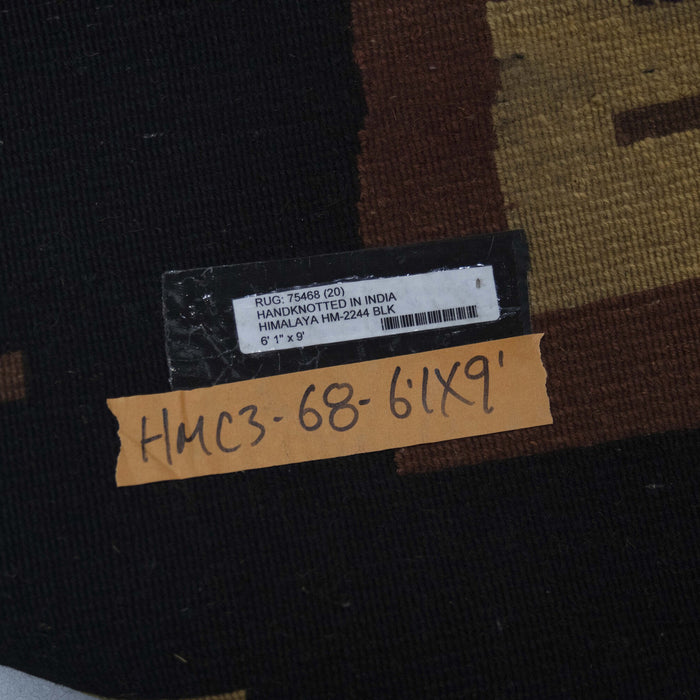 RUG: 75468 (20)
HANDKNOTTED IN INDIA
HIMALAYA HM-2244 BLK
6' 1" x 9'
HMC3-68-6'1X9'